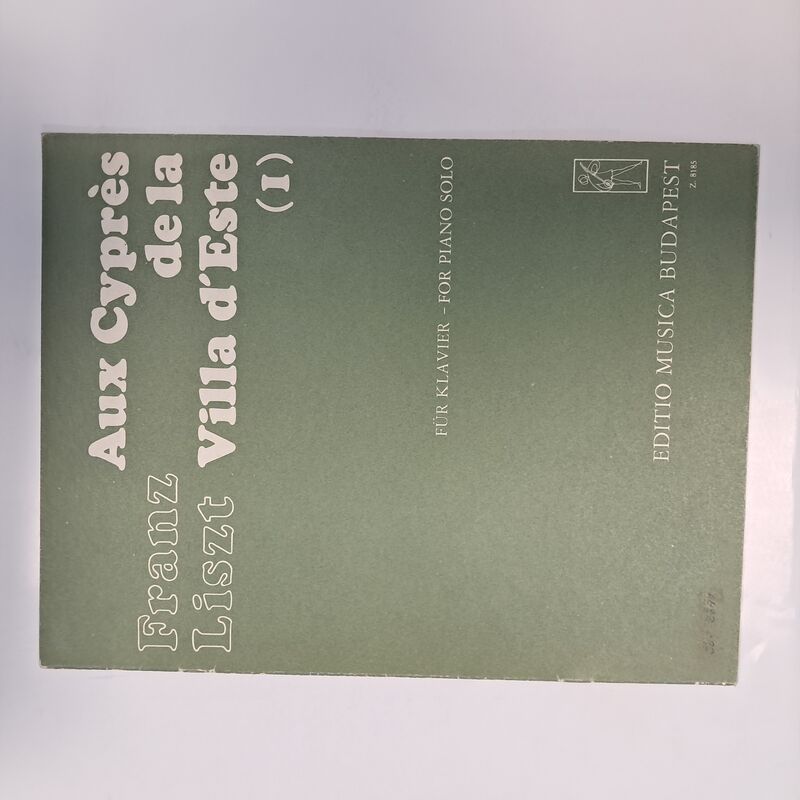 Aux Cyprès
Franz de la
Liszt Villa d'Este
(I)
FÜR KLAVIER – FOR PIANO SOLO
EDITIO MUSICA BUDAPEST
Z. 8185